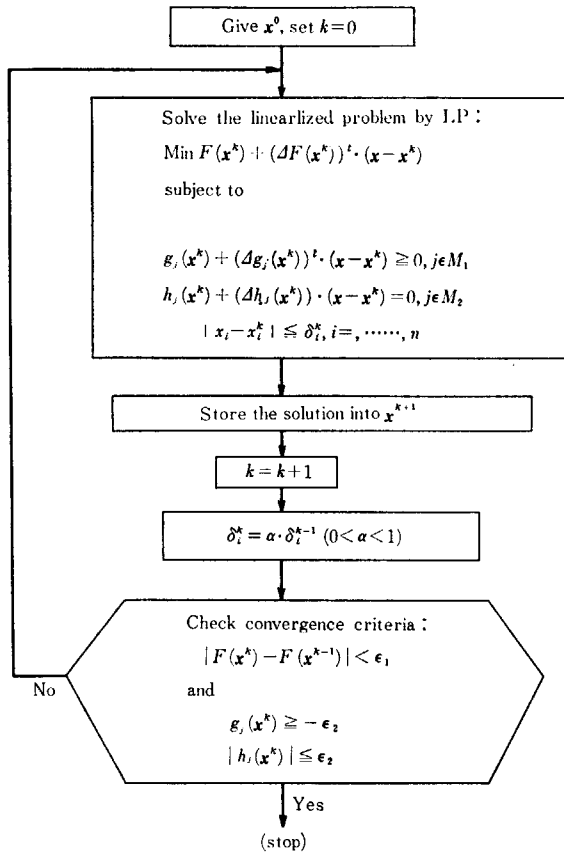 Give x⁰, set k=0
Solve the linearlized problem by LP:
Min F(xᵏ)+(ΔF(xᵏ))ᵗ·(x−xᵏ)
subject to
gⱼ(xᵏ)+(Δgⱼ(xᵏ))ᵗ·(x−xᵏ)≧0, jϵM₁
hⱼ(xᵏ)+(Δhⱼ(xᵏ))·(x−xᵏ)=0, jϵM₂
|xᵢ−xᵢᵏ|≦δᵢᵏ, i=,……, n
Store the solution into xᵏ⁺¹
k=k+1
δᵢᵏ=α·δᵢᵏ⁻¹ (0<α<1)
Check convergence criteria:
|F(xᵏ)−F(xᵏ⁻¹)|<ϵ₁
No
and
gⱼ(xᵏ)≧−ϵ₂
|hⱼ(xᵏ)|≦ϵ₂
Yes
(stop)